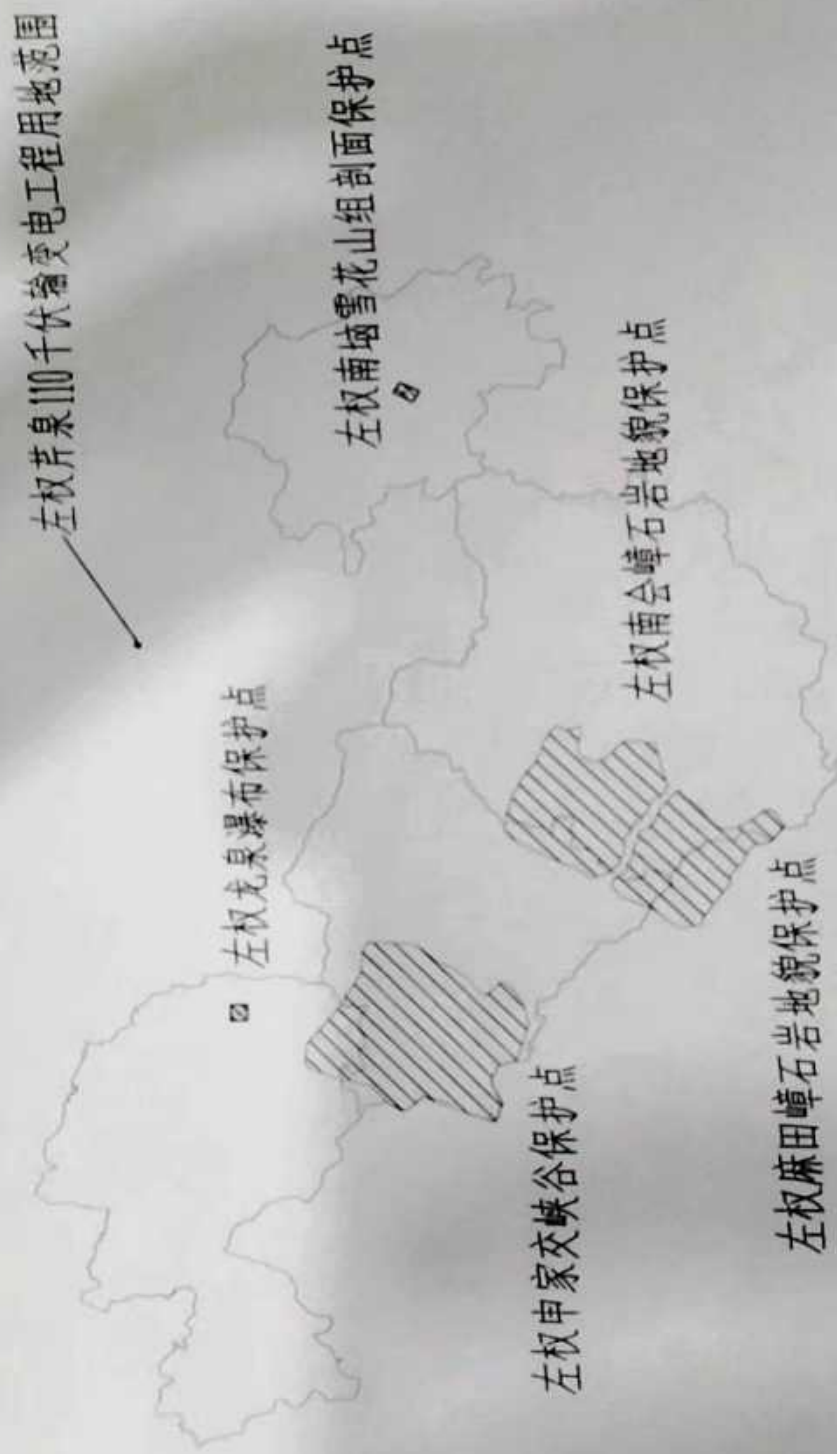 左权芹泉110千伏输变电工程用地范围
左权南垴雪花山组剖面保护点
左权龙泉瀑布保护点
左权南会嶂石岩地貌保护点
左权申家峧峡谷保护点
左权麻田嶂石岩地貌保护点